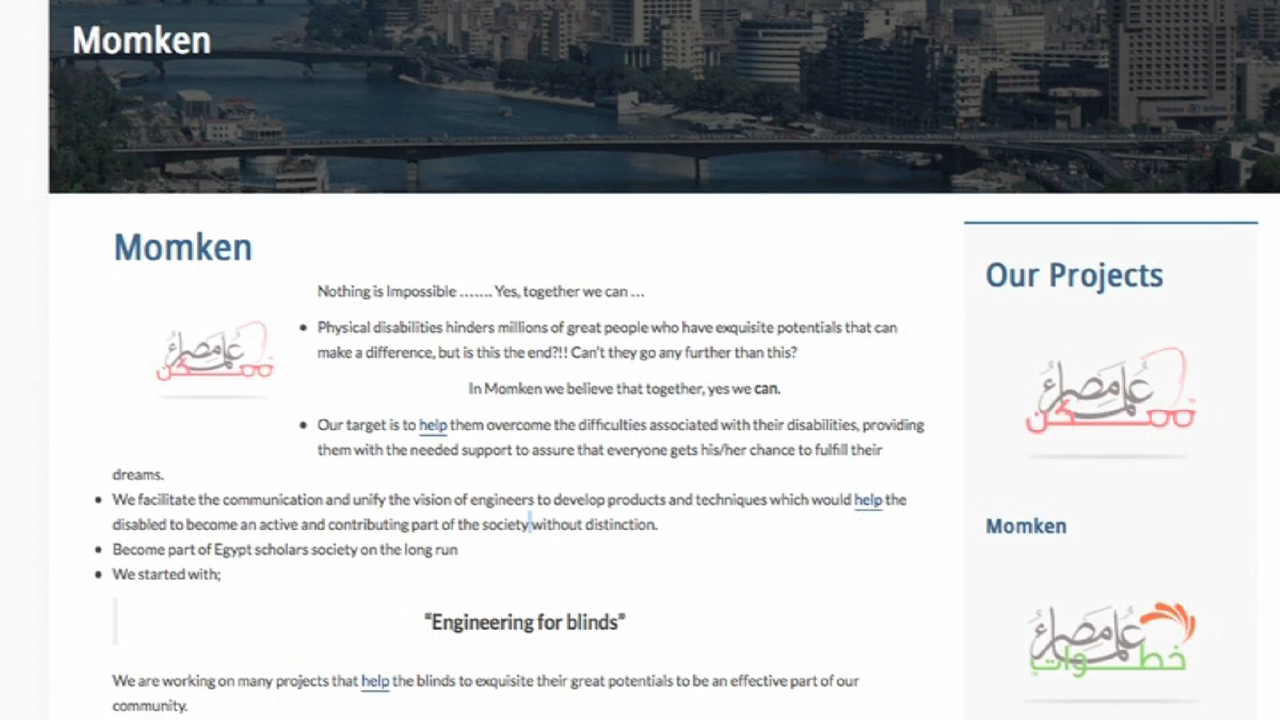 Momken
Momken
Nothing is Impossible ....... Yes, together we can ...
Physical disabilities hinders millions of great people who have exquisite potentials that can
make a difference, but is this the end?!! Can't they go any further than this?
In Momken we believe that together, yes we can.
Our target is to help them overcome the difficulties associated with their disabilities, providing
them with the needed support to assure that everyone gets his/her chance to fulfill their
dreams.
We facilitate the communication and unify the vision of engineers to develop products and techniques which would help the
disabled to become an active and contributing part of the society without distinction.
Become part of Egypt scholars society on the long run
We started with;
“Engineering for blinds”
We are working on many projects that help the blinds to exquisite their great potentials to be an effective part of our
community.
Our Projects
علماء مصر
ممكن
Momken
علماء مصر
خطوات
علماء مصر
ممكن